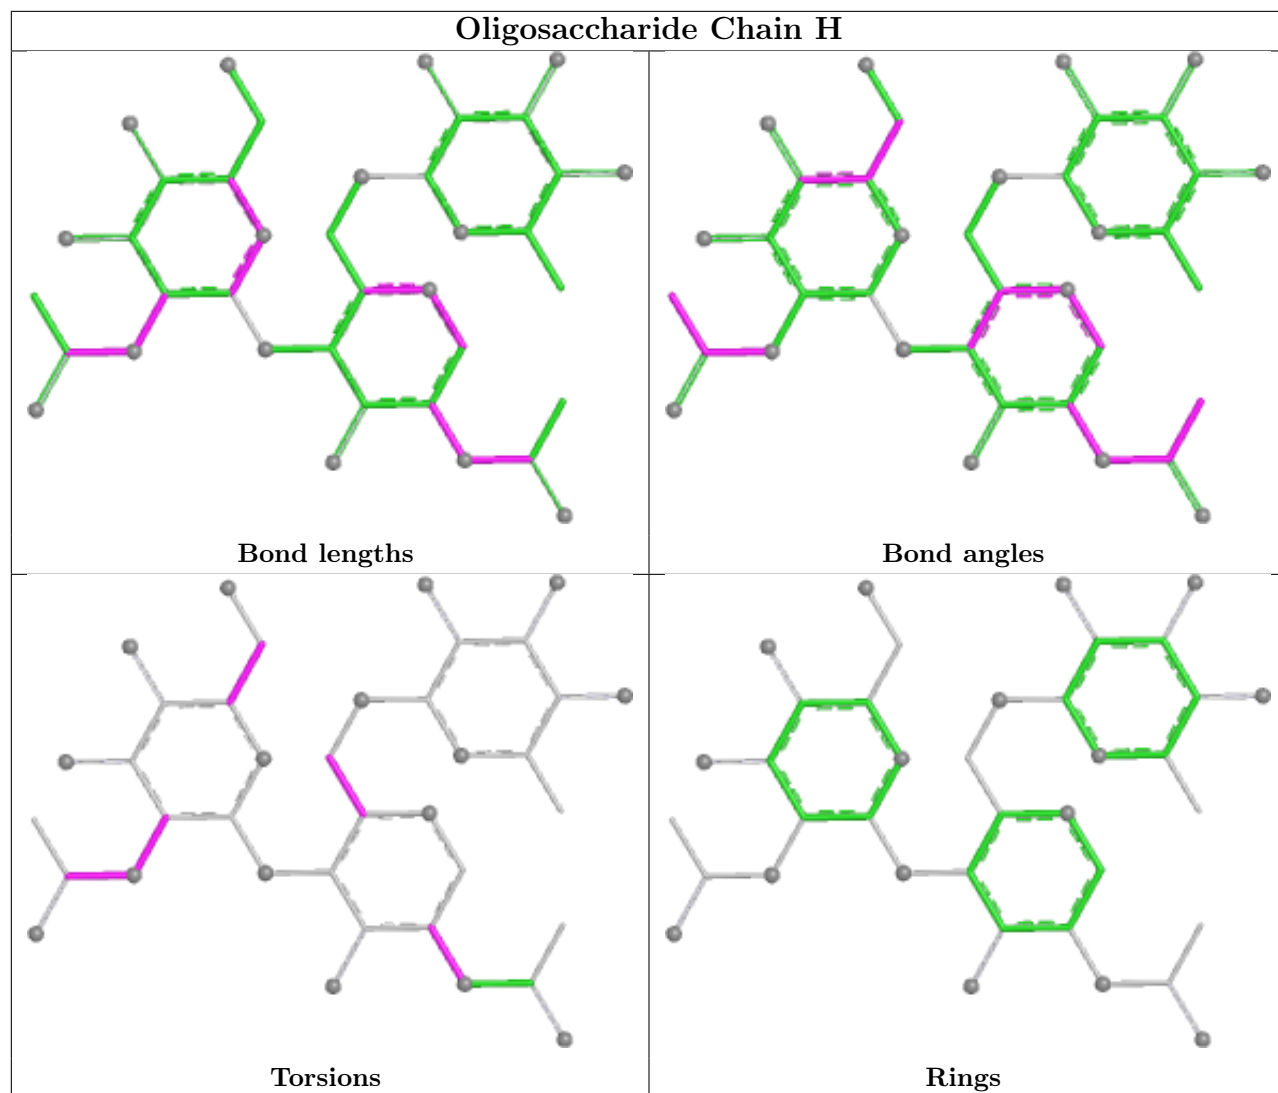 Oligosaccharide Chain H
Bond lengths
Bond angles
Torsions
Rings